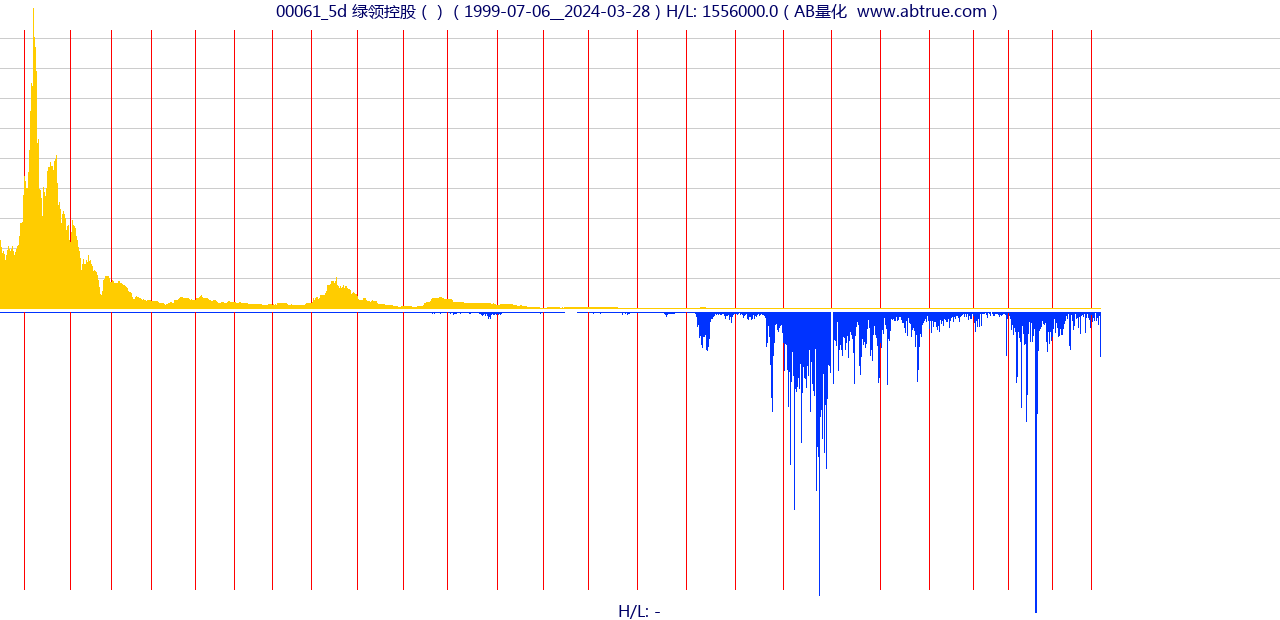 00061_5d 绿领控股 ( ) ( 1999-07-06__2024-03-28 ) H/L: 1556000.0 ( AB量化 www.abtrue.com )
H/L: -